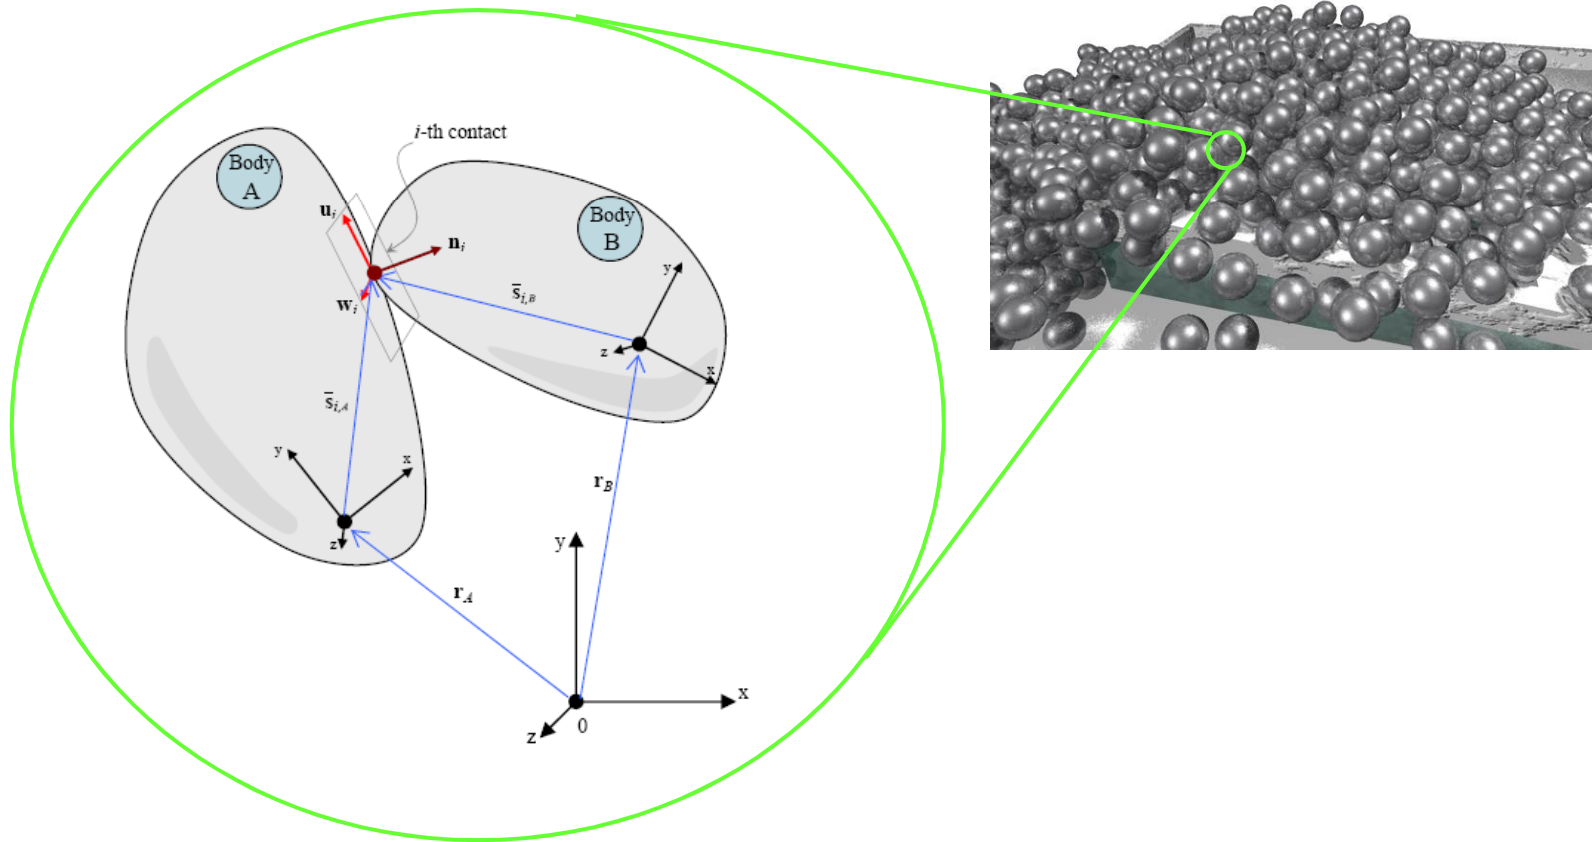 i-th contact
Body
A
u_i
Body
B
n_i
y
s̅_{i,B}
w_i
z
x
s̅_{i,A}
y
x
r_B
z
y
r_A
x
0
z